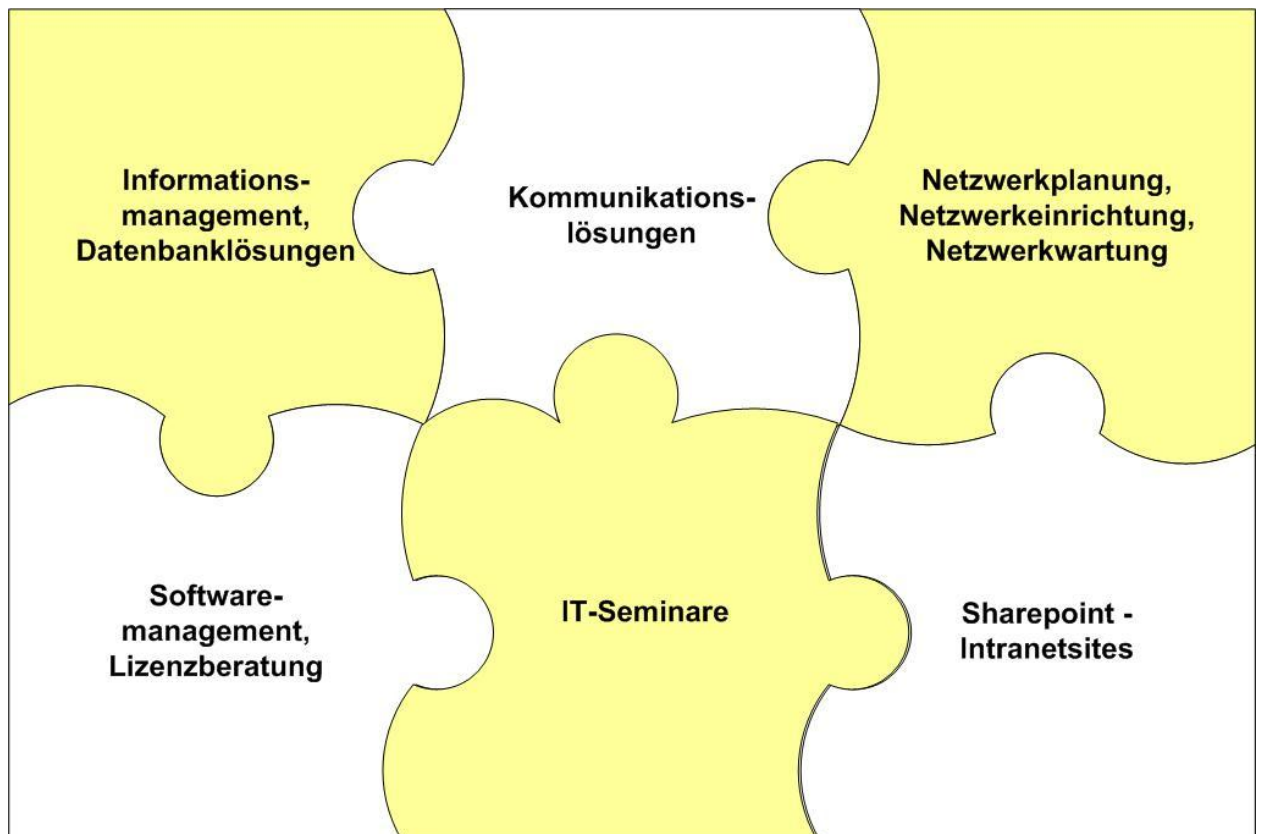 Informations-
management,
Datenbanklösungen
Kommunikations-
lösungen
Netzwerkplanung,
Netzwerkeinrichtung,
Netzwerkwartung
Software-
management,
Lizenzberatung
IT-Seminare
Sharepoint -
Intranetsites